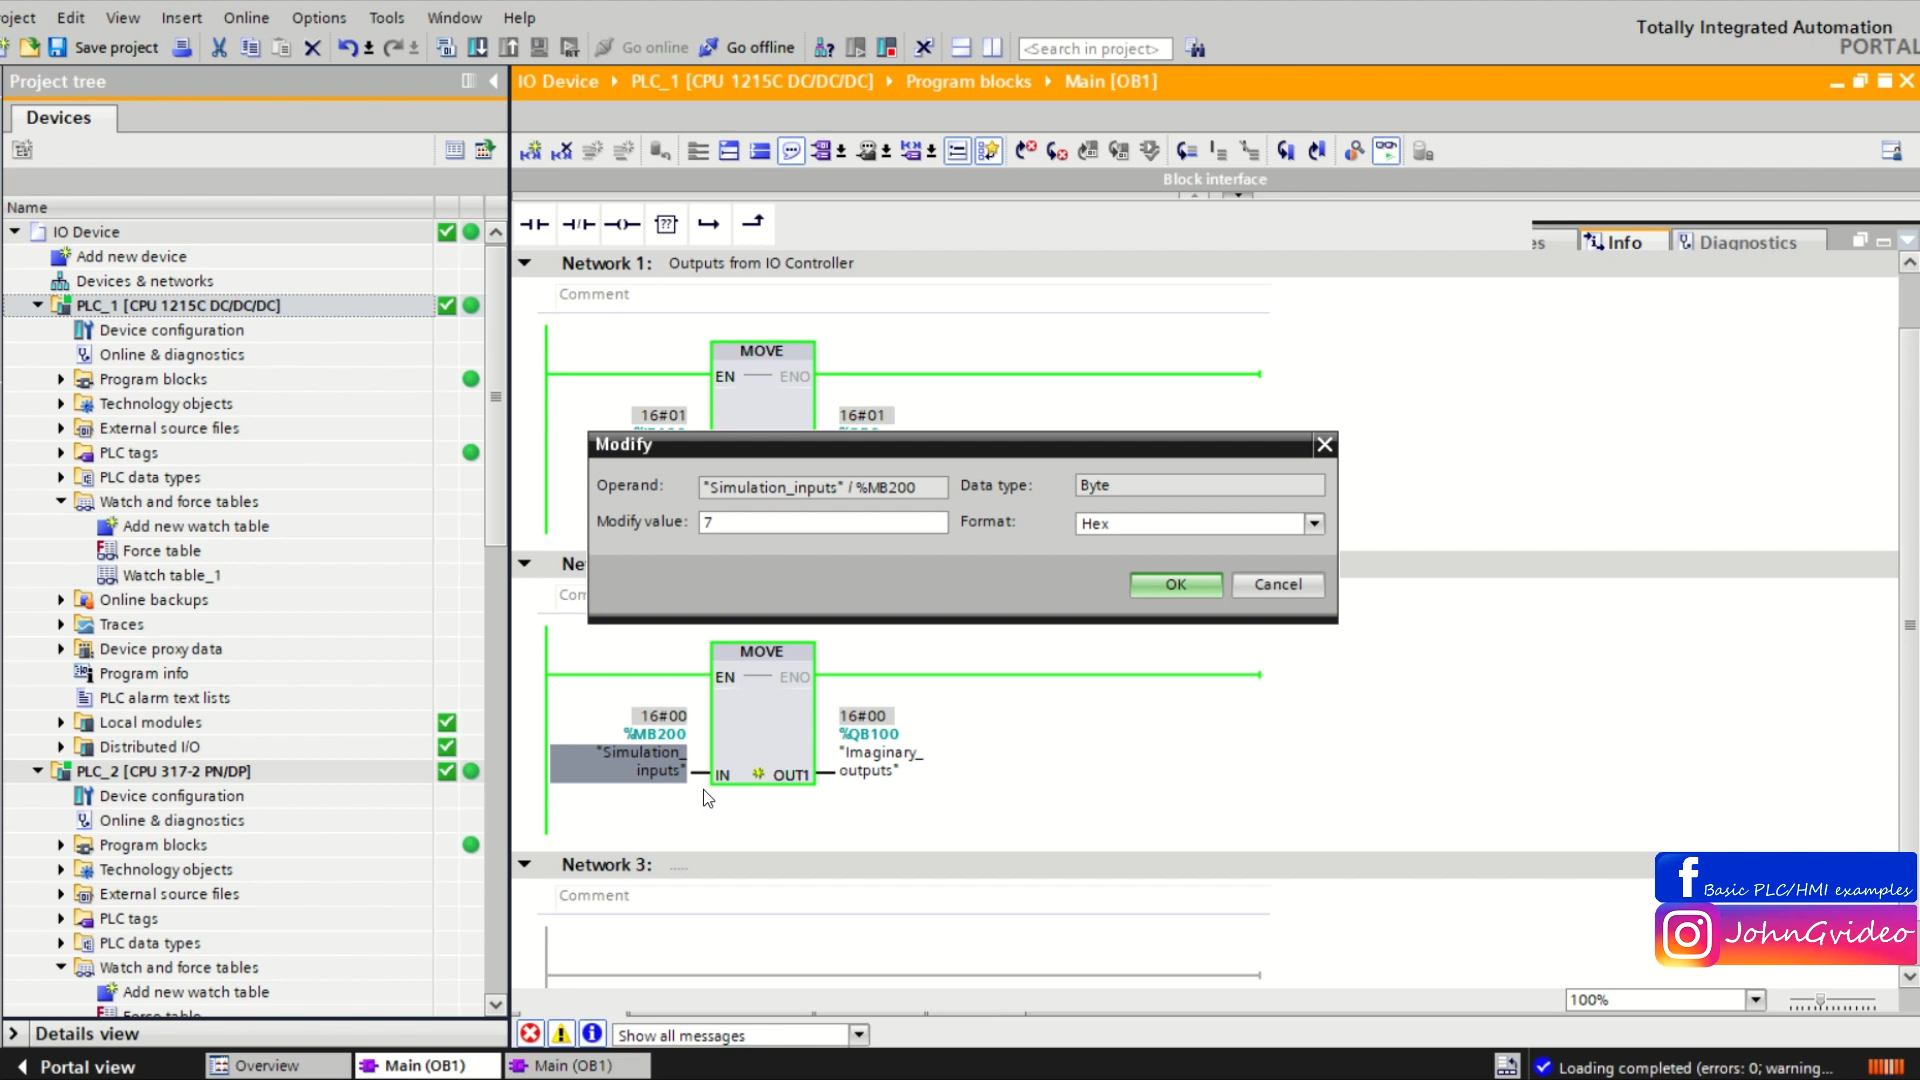 oject Edit View Insert Online Options Tools Window Help
Totally Integrated Automation
PORTAL
Save project
Go online
Go offline
<Search in project>
Project tree
IO Device ▸ PLC_1 [CPU 1215C DC/DC/DC] ▸ Program blocks ▸ Main [OB1]
Devices
Block interface
Name
IO Device
Add new device
Devices & networks
PLC_1 [CPU 1215C DC/DC/DC]
Device configuration
Online & diagnostics
Program blocks
Technology objects
External source files
PLC tags
PLC data types
Watch and force tables
Add new watch table
Force table
Watch table_1
Online backups
Traces
Device proxy data
Program info
PLC alarm text lists
Local modules
Distributed I/O
PLC_2 [CPU 317-2 PN/DP]
Device configuration
Online & diagnostics
Program blocks
Technology objects
External source files
PLC tags
PLC data types
Watch and force tables
Add new watch table
Details view
es Info Diagnostics
Network 1: Outputs from IO Controller
Comment
MOVE
EN ENO
16#01 16#01
Modify
Operand: "Simulation_inputs" / %MB200 Data type: Byte
Modify value: 7 Format: Hex
OK Cancel
Ne
Com
MOVE
EN ENO
16#00 16#00
%MB200 %QB100
"Simulation_ "Imaginary_
inputs" IN OUT1 outputs"
Network 3: .....
Comment
Basic PLC/HMI examples
JohnGvideo
100%
Show all messages
Portal view Overview Main (OB1) Main (OB1) Loading completed (errors: 0; warning...